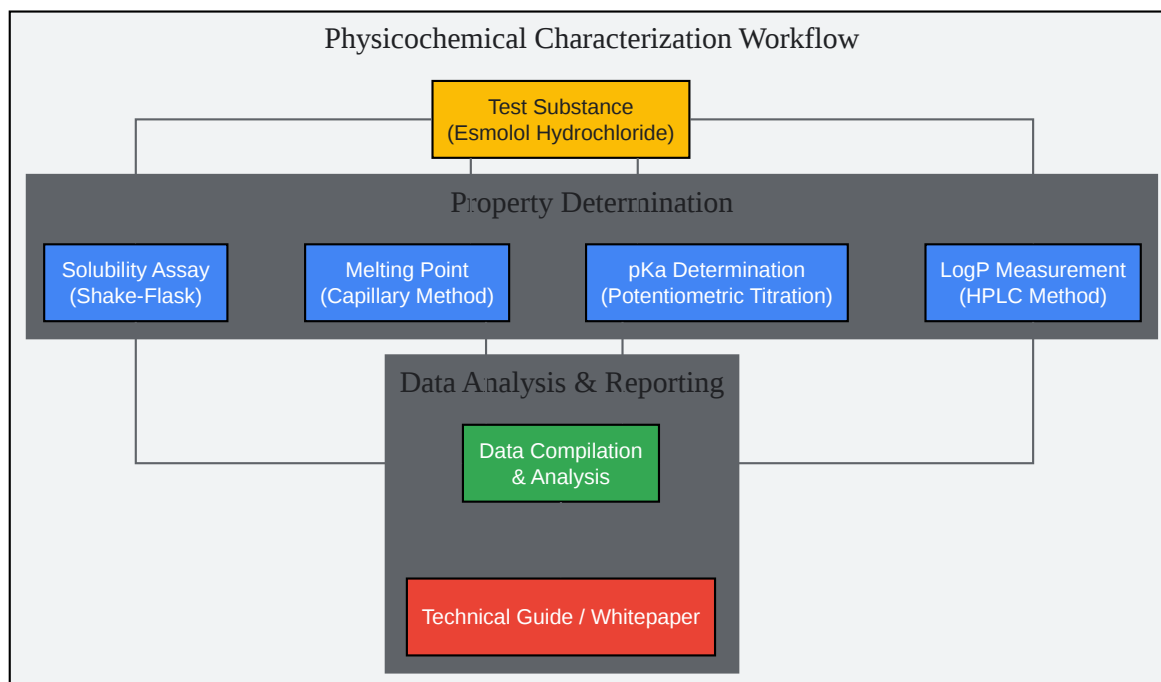 Physicochemical Characterization Workflow
Test Substance
(Esmolol Hydrochloride)
Property Determination
Solubility Assay
(Shake-Flask)
Melting Point
(Capillary Method)
pKa Determination
(Potentiometric Titration)
LogP Measurement
(HPLC Method)
Data Analysis & Reporting
Data Compilation
& Analysis
Technical Guide / Whitepaper